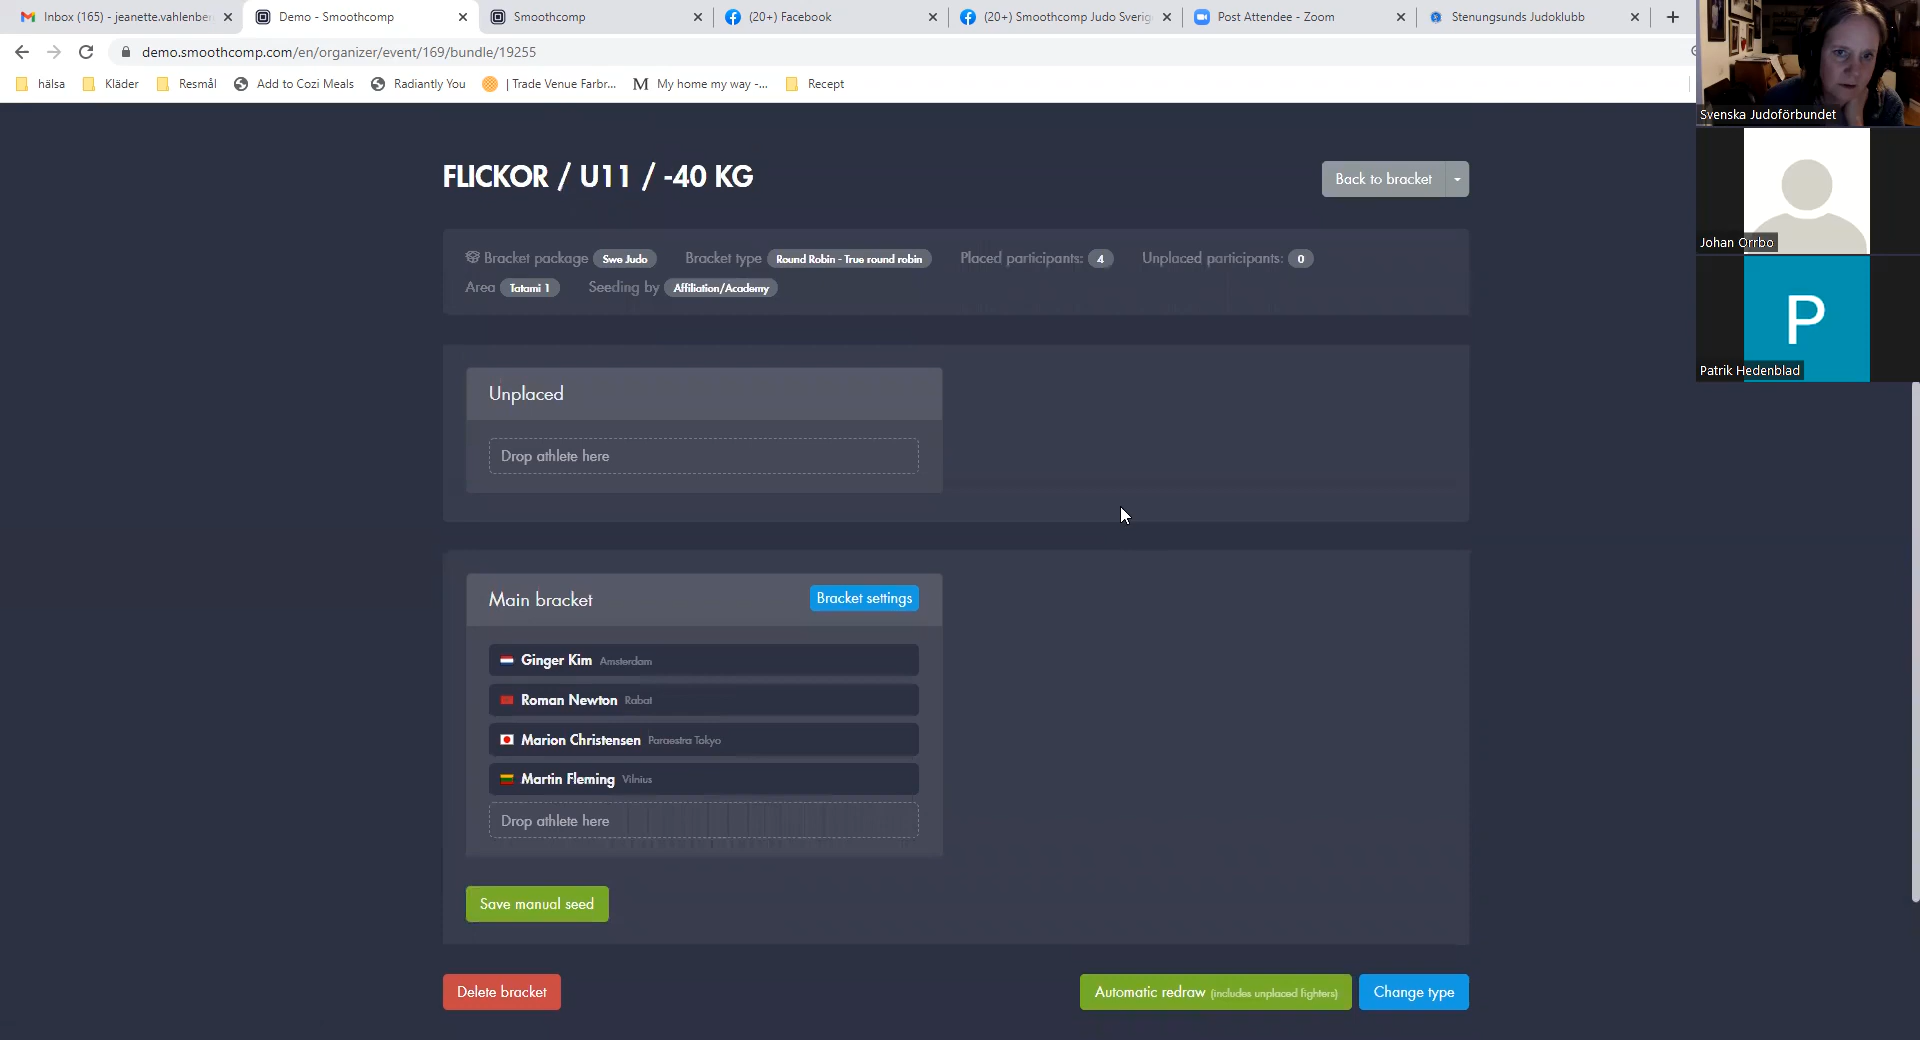 Inbox (165) - jeanette.vahlenber
Demo - Smoothcomp
Smoothcomp
(20+) Facebook
(20+) Smoothcomp Judo Sverig
Post Attendee - Zoom
Stenungsunds Judoklubb
demo.smoothcomp.com/en/organizer/event/169/bundle/19255
hälsa
Kläder
Resmål
Add to Cozi Meals
Radiantly You
| Trade Venue Farbr...
My home my way -...
Recept
Svenska Judoförbundet
FLICKOR / U11 / -40 KG
Back to bracket
Johan Orrbo
Bracket package Swe Judo Bracket type Round Robin - True round robin Placed participants: 4 Unplaced participants: 0
Area Tatami 1 Seeding by Affiliation/Academy
P
Patrik Hedenblad
Unplaced
Drop athlete here
Main bracket
Bracket settings
Ginger Kim Amsterdam
Roman Newton Rabat
Marion Christensen Paraestra Tokyo
Martin Fleming Vilnius
Drop athlete here
Save manual seed
Delete bracket
Automatic redraw (includes unplaced fighters)
Change type